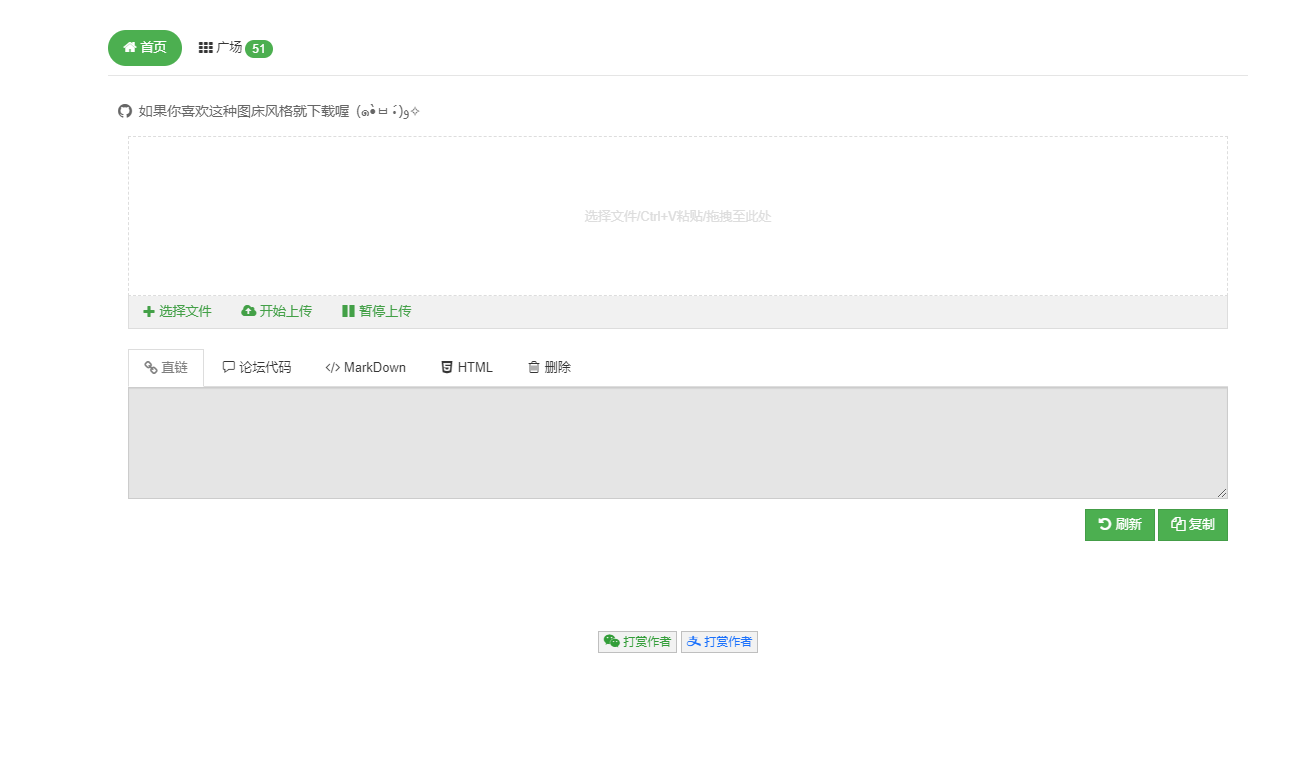 首页 广场 51
如果你喜欢这种图床风格就下载喔 (๑•̀ㅂ•́)و✧
选择文件/Ctrl+V粘贴/拖拽至此处
选择文件 开始上传 暂停上传
直链 论坛代码 MarkDown HTML 删除
刷新 复制
打赏作者 打赏作者